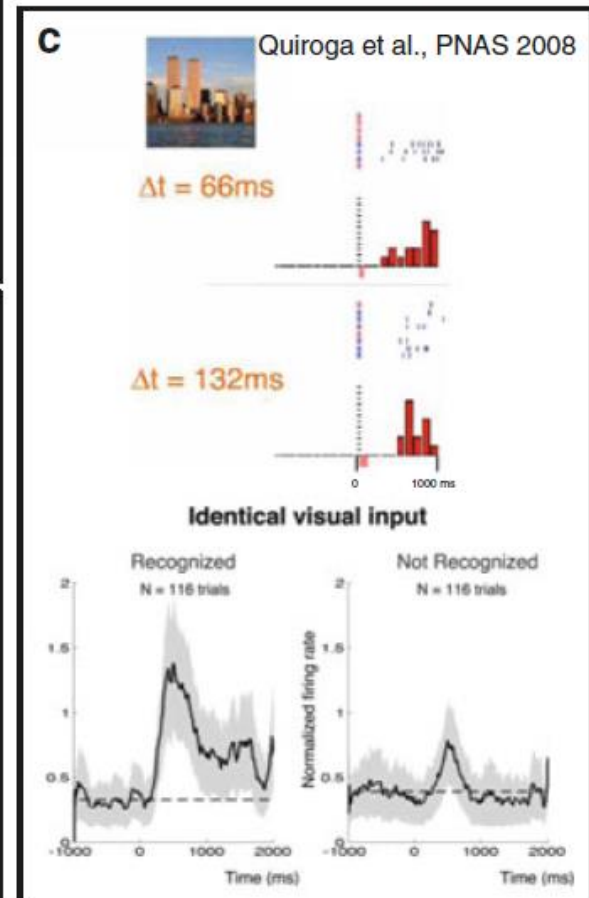 c
Quiroga et al., PNAS 2008
Δt = 66ms
Δt = 132ms
0 1000 ms
Identical visual input
Recognized
N = 116 trials
Not Recognized
N = 116 trials
2
1.5
1
0.5
0
-1000 0 1000 2000
Time (ms)
Normalized firing rate
2
1.5
1
0.5
0
-1000 0 1000 2000
Time (ms)